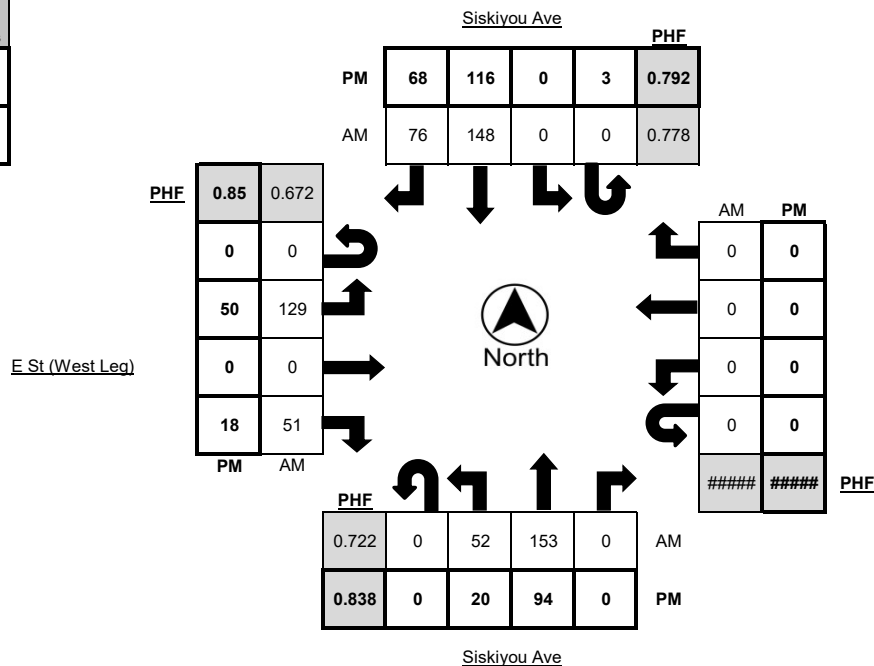 Siskiyou Ave
PHF
PM 68 116 0 3 0.792
AM 76 148 0 0 0.778
PHF 0.85 0.672
AM PM
0 0
0 0
50 129
0 0
North
E St (West Leg)
0 0
0 0
18 51
0 0
PM AM
##### ##### PHF
PHF
0.722 0 52 153 0 AM
0.838 0 20 94 0 PM
Siskiyou Ave